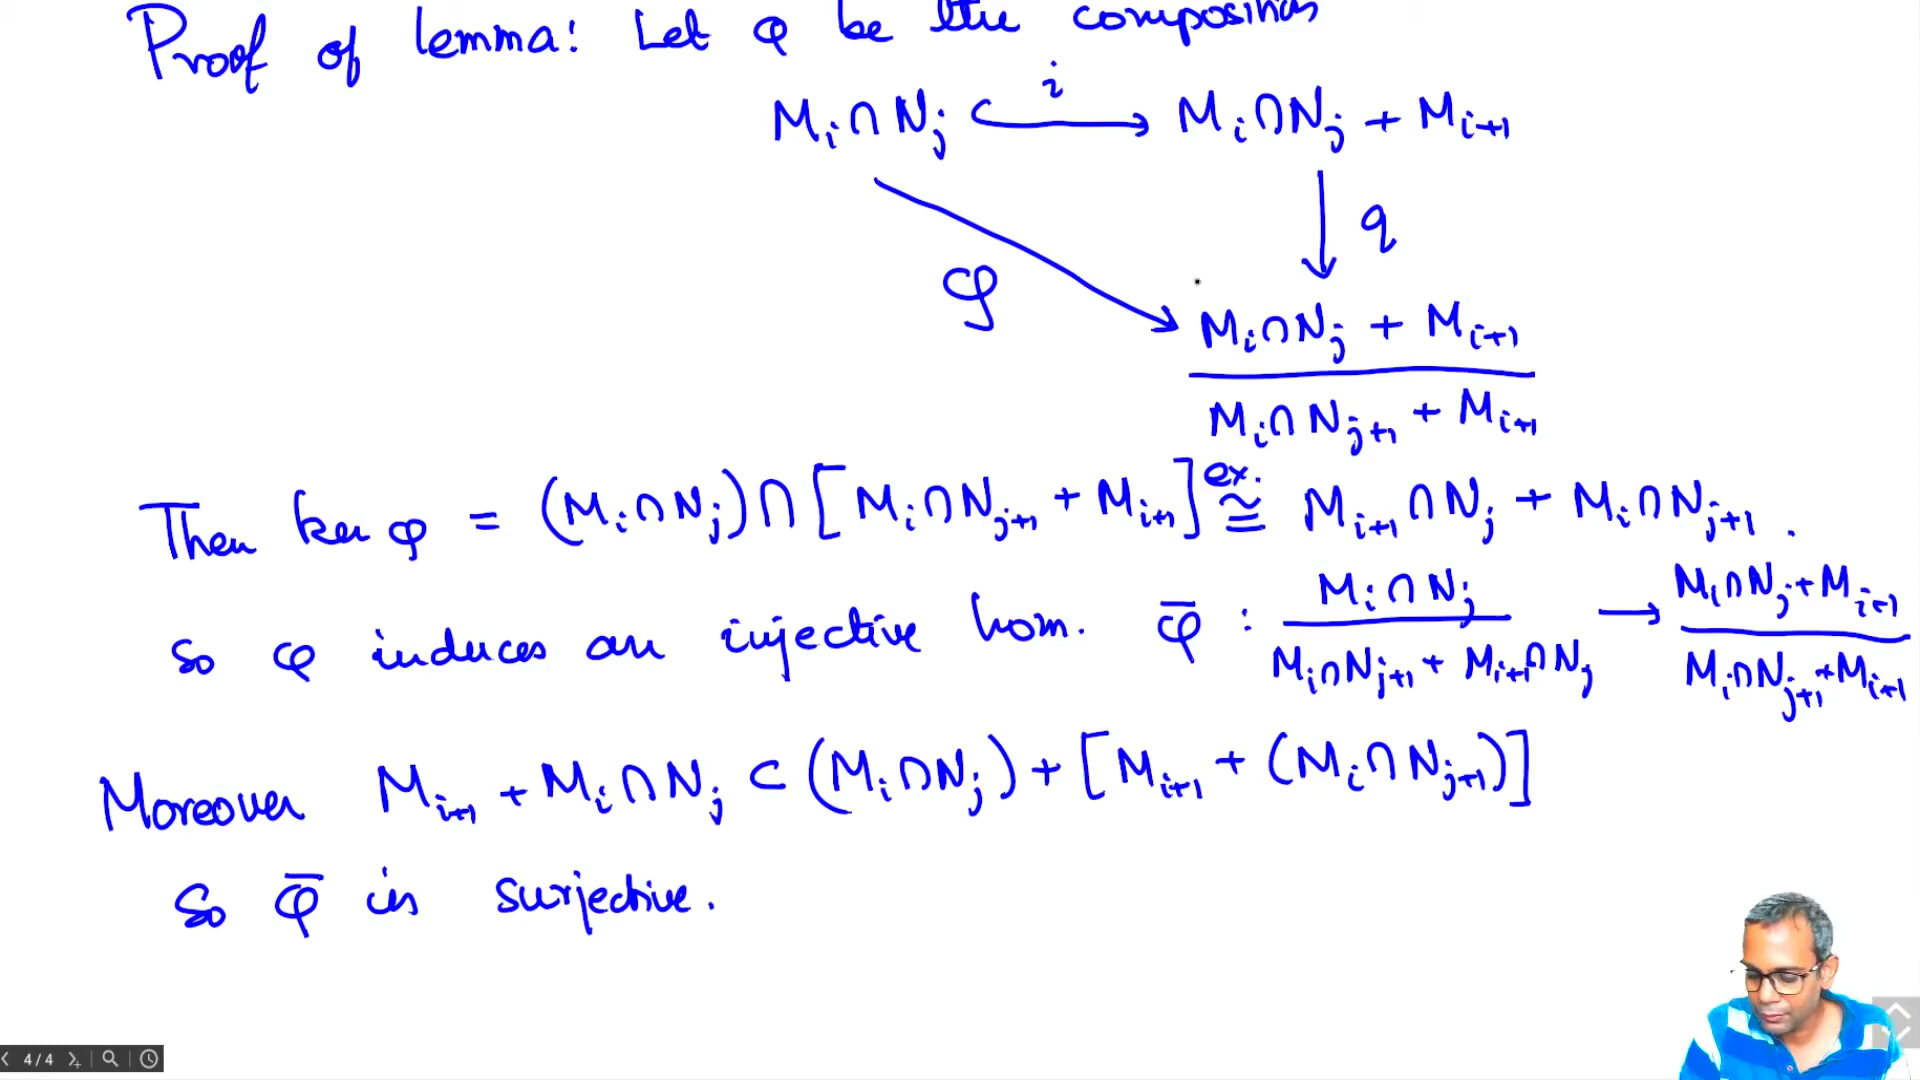 Proof of lemma: Let φ be the composition
M_i ∩ N_j ↪^i M_i ∩ N_j + M_{i+1}
φ ↘ ↓ q
(M_i ∩ N_j + M_{i+1}) / (M_i ∩ N_{j+1} + M_{i+1})
Then ker φ = (M_i ∩ N_j) ∩ [M_i ∩ N_{j+1} + M_{i+1}] ≅^{ex.} M_{i+1} ∩ N_j + M_i ∩ N_{j+1} .
So φ induces an injective hom. φ̄ : (M_i ∩ N_j) / (M_i ∩ N_{j+1} + M_{i+1} ∩ N_j) → (M_i ∩ N_j + M_{i+1}) / (M_i ∩ N_{j+1} + M_{i+1})
Moreover M_{i+1} + M_i ∩ N_j ⊂ (M_i ∩ N_j) + [M_{i+1} + (M_i ∩ N_{j+1})]
So φ̄ is surjective.
4/4